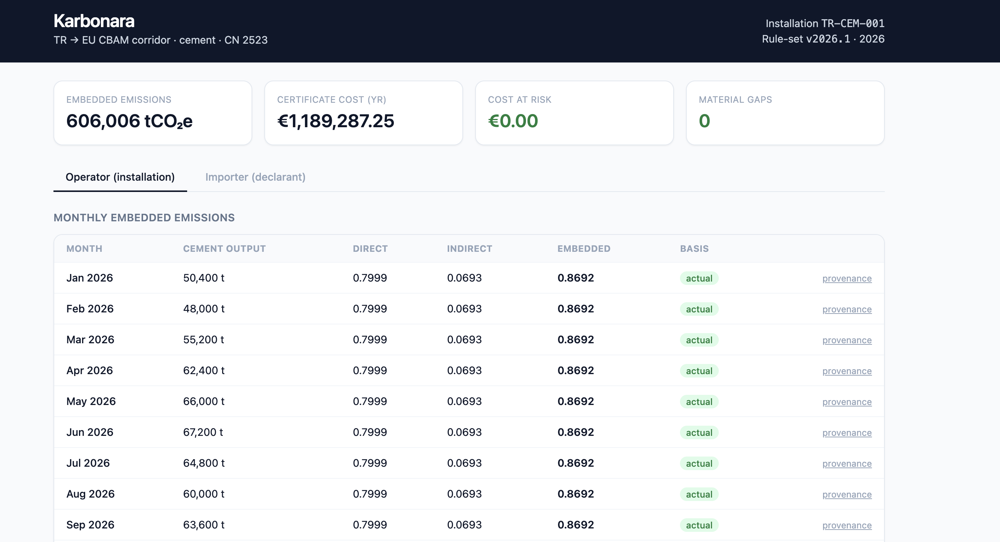 Karbonara
TR → EU CBAM corridor · cement · CN 2523
Installation TR-CEM-001
Rule-set v2026.1 · 2026
EMBEDDED EMISSIONS
606,006 tCO₂e
CERTIFICATE COST (YR)
€1,189,287.25
COST AT RISK
€0.00
MATERIAL GAPS
0
Operator (installation) Importer (declarant)
MONTHLY EMBEDDED EMISSIONS
MONTH CEMENT OUTPUT DIRECT INDIRECT EMBEDDED BASIS
Jan 2026 50,400 t 0.7999 0.0693 0.8692 actual provenance
Feb 2026 48,000 t 0.7999 0.0693 0.8692 actual provenance
Mar 2026 55,200 t 0.7999 0.0693 0.8692 actual provenance
Apr 2026 62,400 t 0.7999 0.0693 0.8692 actual provenance
May 2026 66,000 t 0.7999 0.0693 0.8692 actual provenance
Jun 2026 67,200 t 0.7999 0.0693 0.8692 actual provenance
Jul 2026 64,800 t 0.7999 0.0693 0.8692 actual provenance
Aug 2026 60,000 t 0.7999 0.0693 0.8692 actual provenance
Sep 2026 63,600 t 0.7999 0.0693 0.8692 actual provenance